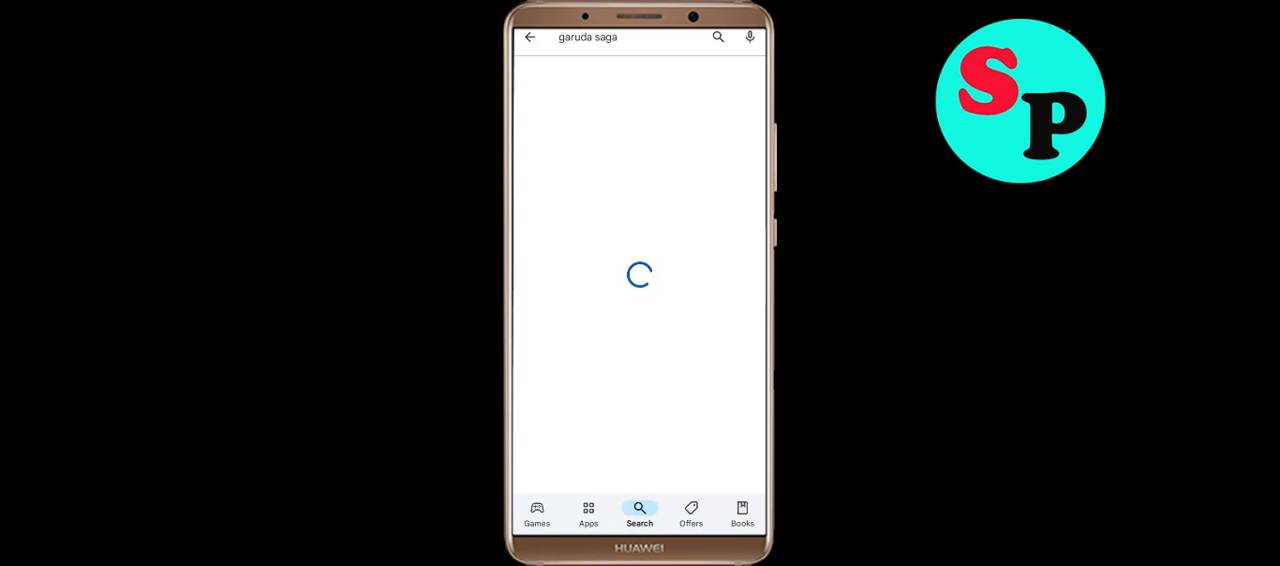 garuda saga
SP
Games
Apps
Search
Offers
Books
HUAWEI